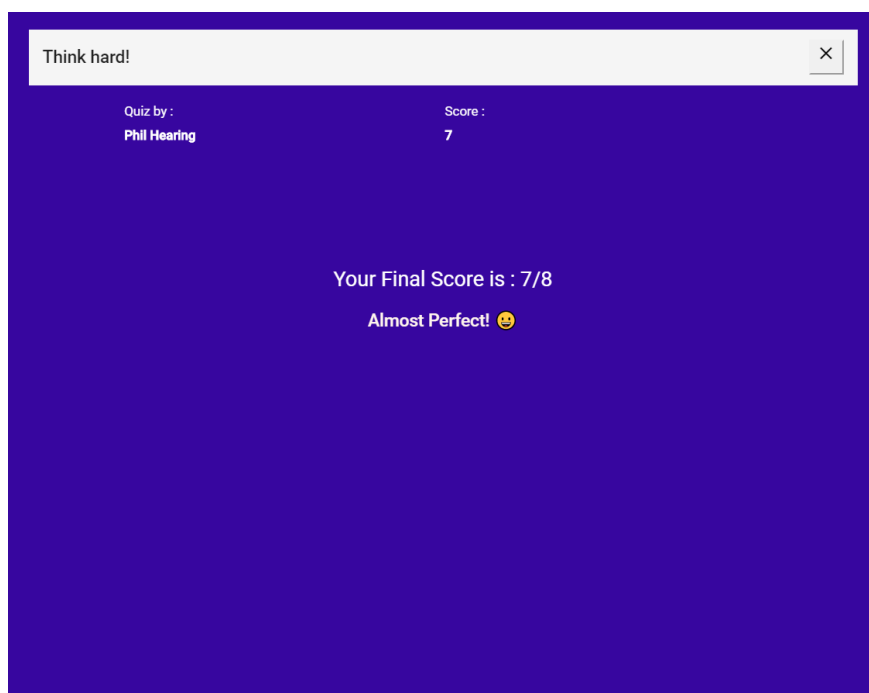 Think hard!
Quiz by :
Score :
Phil Hearing
7
Your Final Score is : 7/8
Almost Perfect! 😀